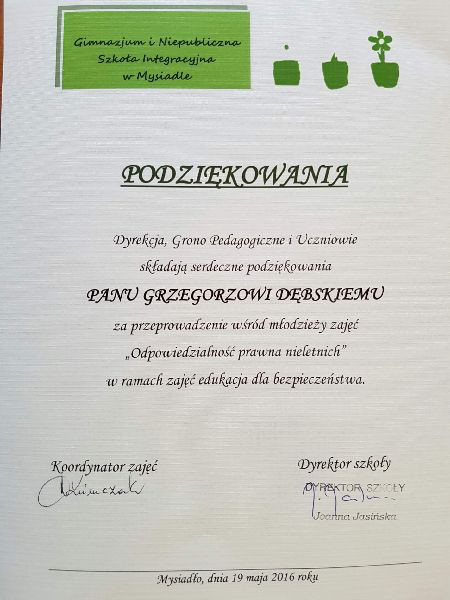 Gimnazjum i Niepubliczna
Szkoła Integracyjna
w Mysiadle
PODZIĘKOWANIA
Dyrekcja, Grono Pedagogiczne i Uczniowie
składają serdeczne podziękowania
PANU GRZEGORZOWI DĘBSKIEMU
za przeprowadzenie wśród młodzieży zajęć
„Odpowiedzialność prawna nieletnich”
w ramach zajęć edukacja dla bezpieczeństwa.
Koordynator zajęć
Dyrektor szkoły
DYREKTOR SZKOŁY
Joanna Jasińska
Mysiadło, dnia 19 maja 2016 roku